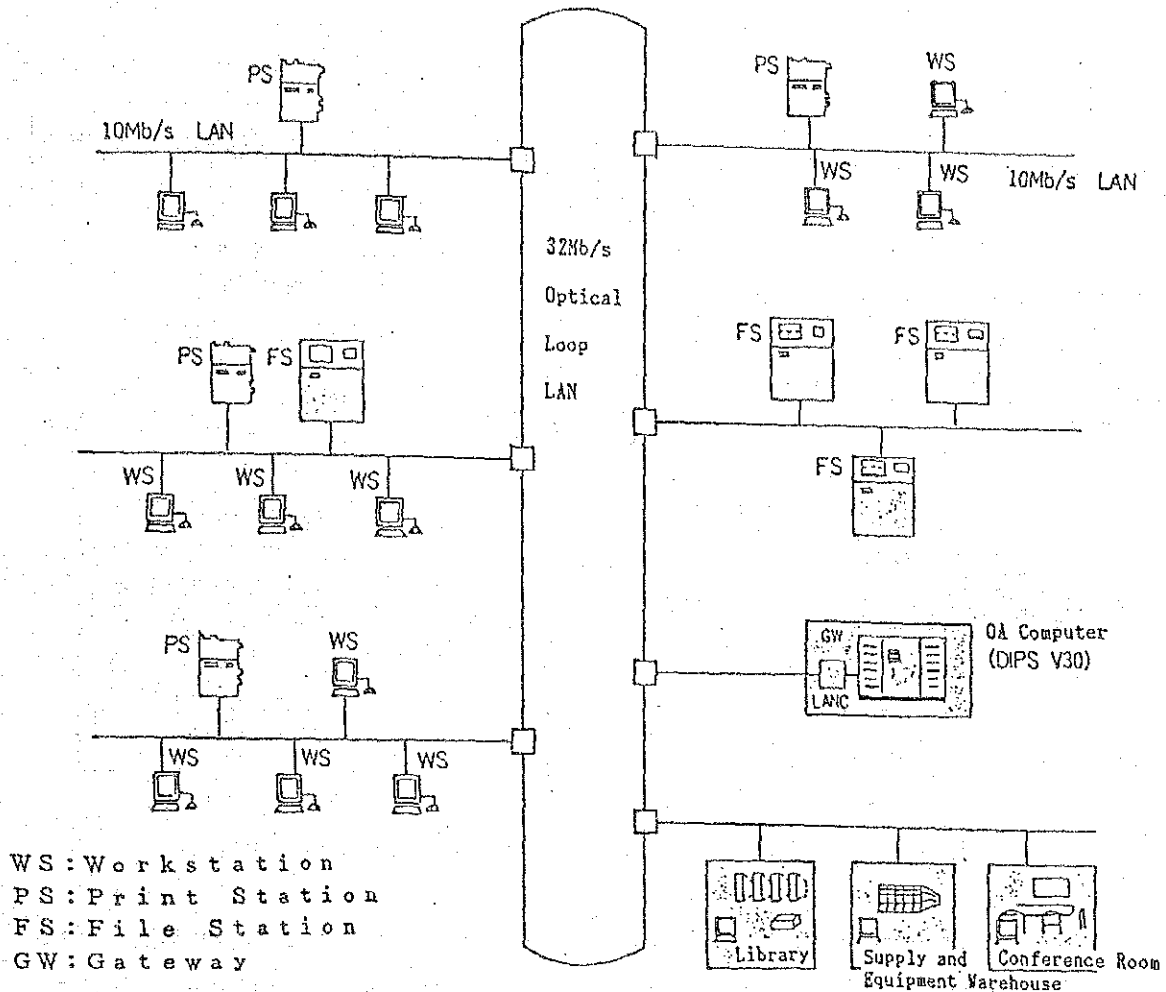 PS
WS
PS
10Mb/s LAN
WS
WS
10Mb/s LAN
32Mb/s
Optical
Loop
LAN
PS
FS
FS
FS
WS
WS
WS
FS
PS
WS
GW
LANC
OA Computer
(DIPS V30)
WS
WS
WS
WS:Workstation
PS:Print Station
FS:File Station
GW:Gateway
Library
Supply and
Equipment Warehouse
Conference Room